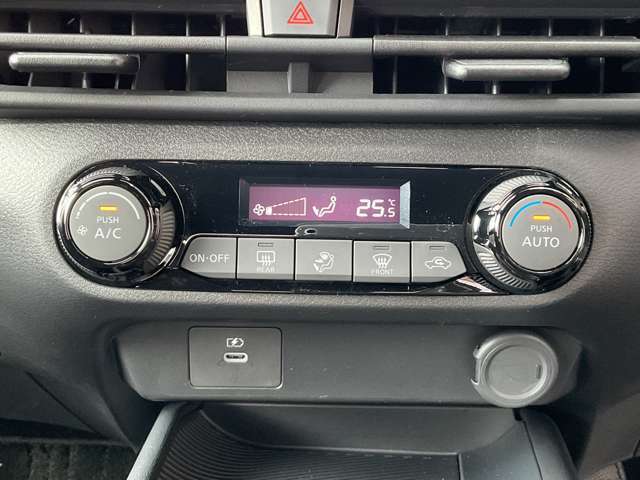 PUSH
A/C
25.5
°C
PUSH
AUTO
ON·OFF
REAR
FRONT